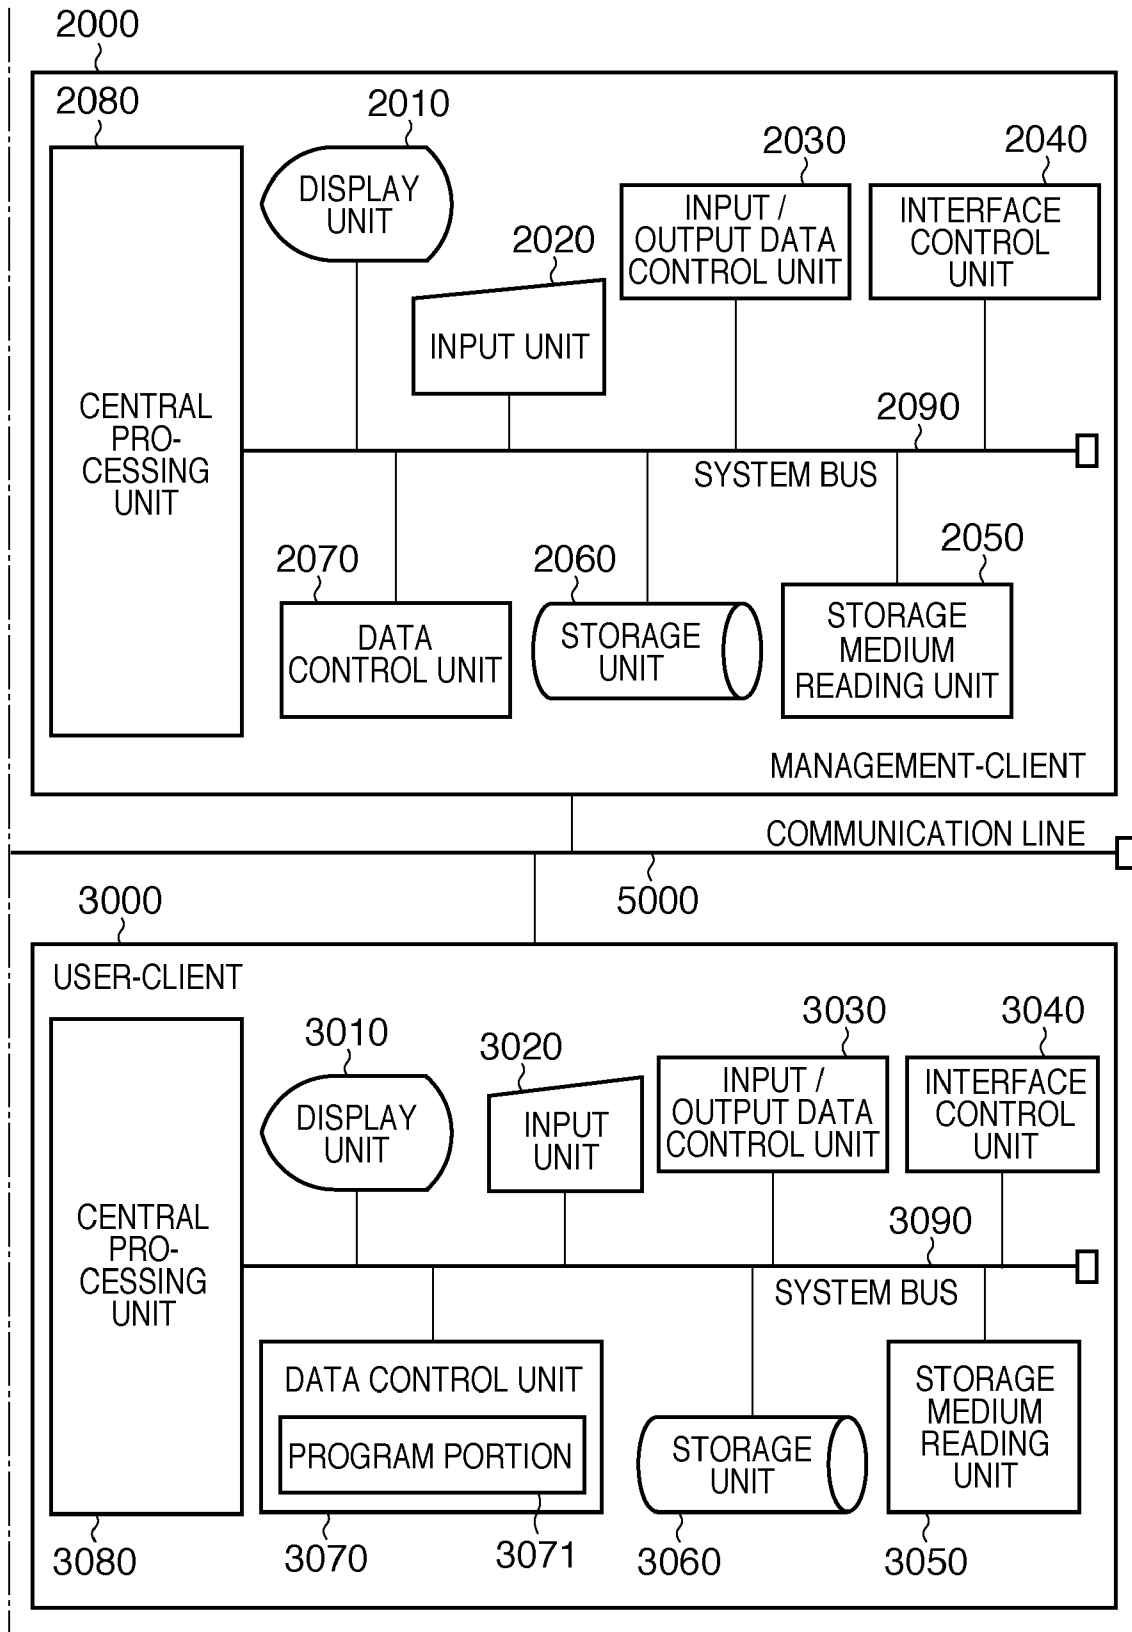 2000
2080
2010
2030
2040
DISPLAY
UNIT
2020
INPUT /
OUTPUT DATA
CONTROL UNIT
INTERFACE
CONTROL
UNIT
INPUT UNIT
CENTRAL
PRO-
CESSING
UNIT
2090
SYSTEM BUS
2070
2060
2050
DATA
CONTROL UNIT
STORAGE
UNIT
STORAGE
MEDIUM
READING UNIT
MANAGEMENT-CLIENT
COMMUNICATION LINE
5000
3000
USER-CLIENT
3010
3020
3030
3040
DISPLAY
UNIT
INPUT
UNIT
INPUT /
OUTPUT DATA
CONTROL UNIT
INTERFACE
CONTROL
UNIT
CENTRAL
PRO-
CESSING
UNIT
3090
SYSTEM BUS
DATA CONTROL UNIT
PROGRAM PORTION
STORAGE
UNIT
STORAGE
MEDIUM
READING
UNIT
3080
3070
3071
3060
3050